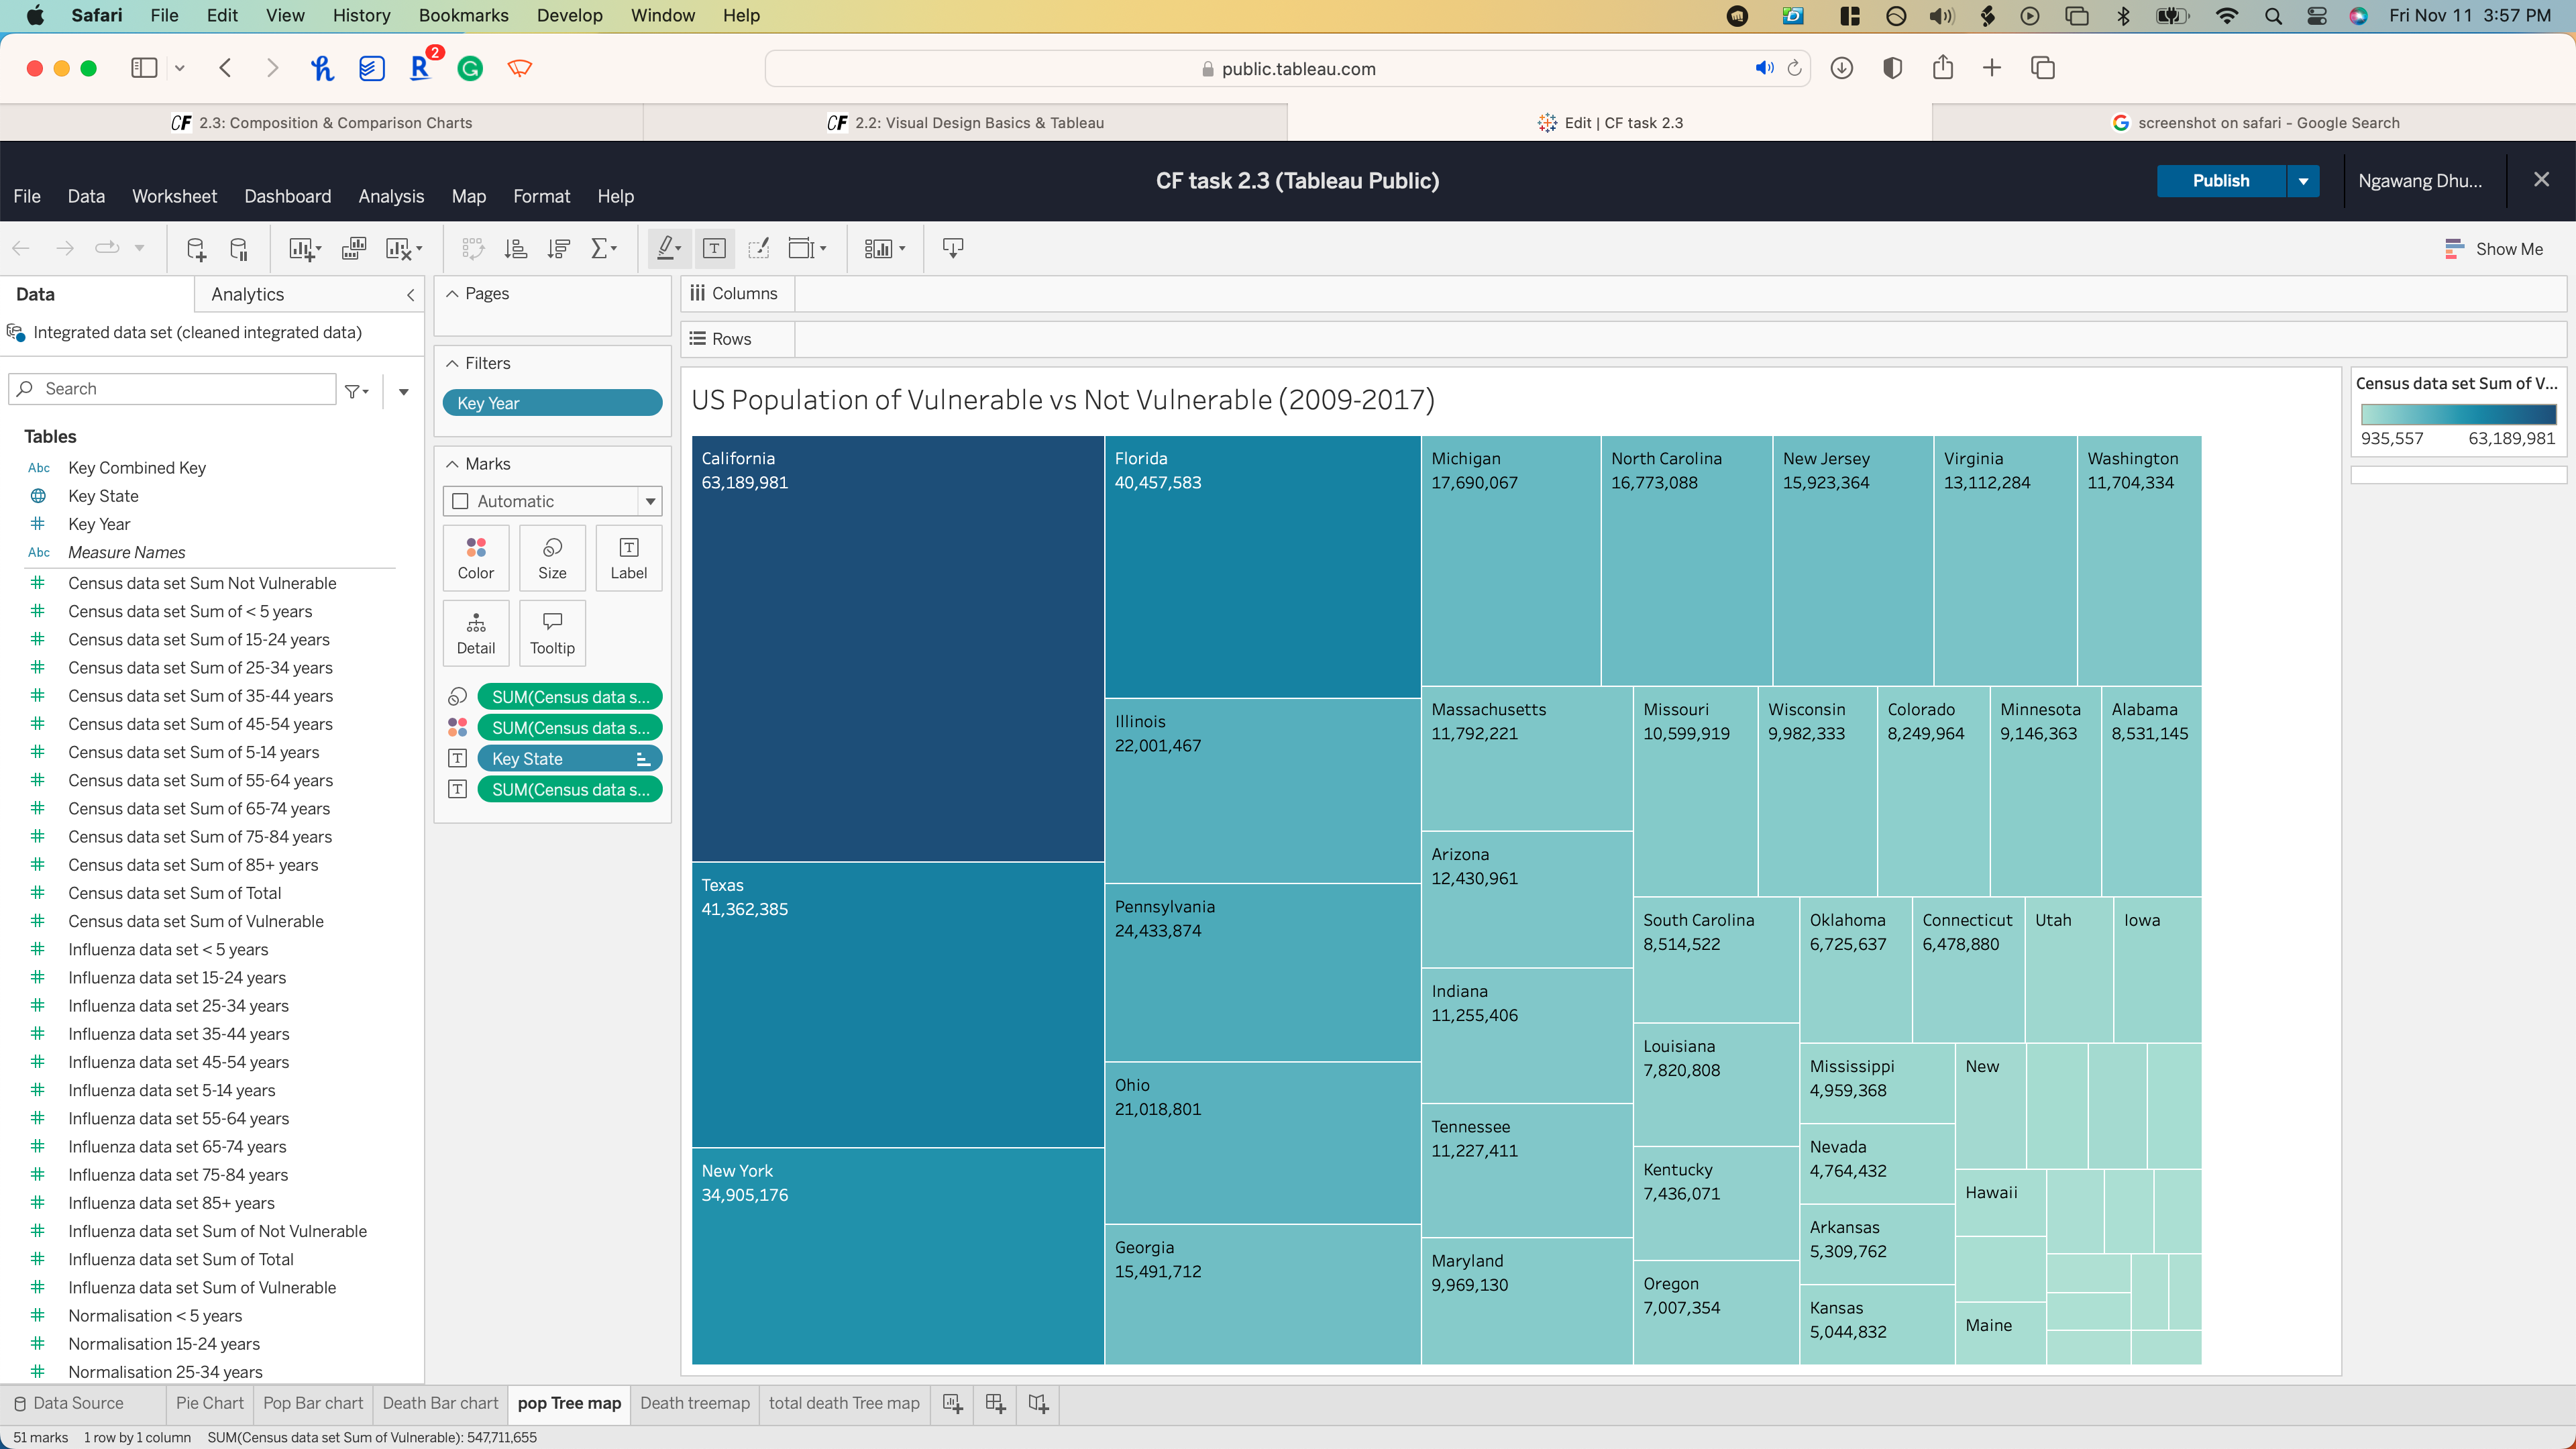 Safari File Edit View History Bookmarks Develop Window Help Fri Nov 11 3:57 PM
2
public.tableau.com
CF 2.3: Composition & Comparison Charts
CF 2.2: Visual Design Basics & Tableau
Edit | CF task 2.3
screenshot on safari - Google Search
CF task 2.3 (Tableau Public)
Publish
Ngawang Dhu...
File Data Worksheet Dashboard Analysis Map Format Help
Show Me
Data Analytics
Integrated data set (cleaned integrated data)
Search
Tables
Abc Key Combined Key
Key State
Key Year
Abc Measure Names
Census data set Sum Not Vulnerable
Census data set Sum of < 5 years
Census data set Sum of 15-24 years
Census data set Sum of 25-34 years
Census data set Sum of 35-44 years
Census data set Sum of 45-54 years
Census data set Sum of 5-14 years
Census data set Sum of 55-64 years
Census data set Sum of 65-74 years
Census data set Sum of 75-84 years
Census data set Sum of 85+ years
Census data set Sum of Total
Census data set Sum of Vulnerable
Influenza data set < 5 years
Influenza data set 15-24 years
Influenza data set 25-34 years
Influenza data set 35-44 years
Influenza data set 45-54 years
Influenza data set 5-14 years
Influenza data set 55-64 years
Influenza data set 65-74 years
Influenza data set 75-84 years
Influenza data set 85+ years
Influenza data set Sum of Not Vulnerable
Influenza data set Sum of Total
Influenza data set Sum of Vulnerable
Normalisation < 5 years
Normalisation 15-24 years
Normalisation 25-34 years
Pages
Filters
Key Year
Marks
Automatic
Color Size Label
Detail Tooltip
SUM(Census data s...
SUM(Census data s...
Key State
SUM(Census data s...
Columns
Rows
US Population of Vulnerable vs Not Vulnerable (2009-2017)
California
63,189,981
Texas
41,362,385
New York
34,905,176
Florida
40,457,583
Illinois
22,001,467
Pennsylvania
24,433,874
Ohio
21,018,801
Georgia
15,491,712
Michigan
17,690,067
North Carolina
16,773,088
New Jersey
15,923,364
Virginia
13,112,284
Washington
11,704,334
Massachusetts
11,792,221
Arizona
12,430,961
Indiana
11,255,406
Tennessee
11,227,411
Maryland
9,969,130
Missouri
10,599,919
Wisconsin
9,982,333
Colorado
8,249,964
Minnesota
9,146,363
Alabama
8,531,145
South Carolina
8,514,522
Louisiana
7,820,808
Kentucky
7,436,071
Oregon
7,007,354
Oklahoma
6,725,637
Connecticut
6,478,880
Utah
Iowa
Mississippi
4,959,368
Nevada
4,764,432
Arkansas
5,309,762
Kansas
5,044,832
New
Hawaii
Maine
Census data set Sum of V...
935,557 63,189,981
Data Source Pie Chart Pop Bar chart Death Bar chart pop Tree map Death treemap total death Tree map
51 marks 1 row by 1 column SUM(Census data set Sum of Vulnerable): 547,711,655